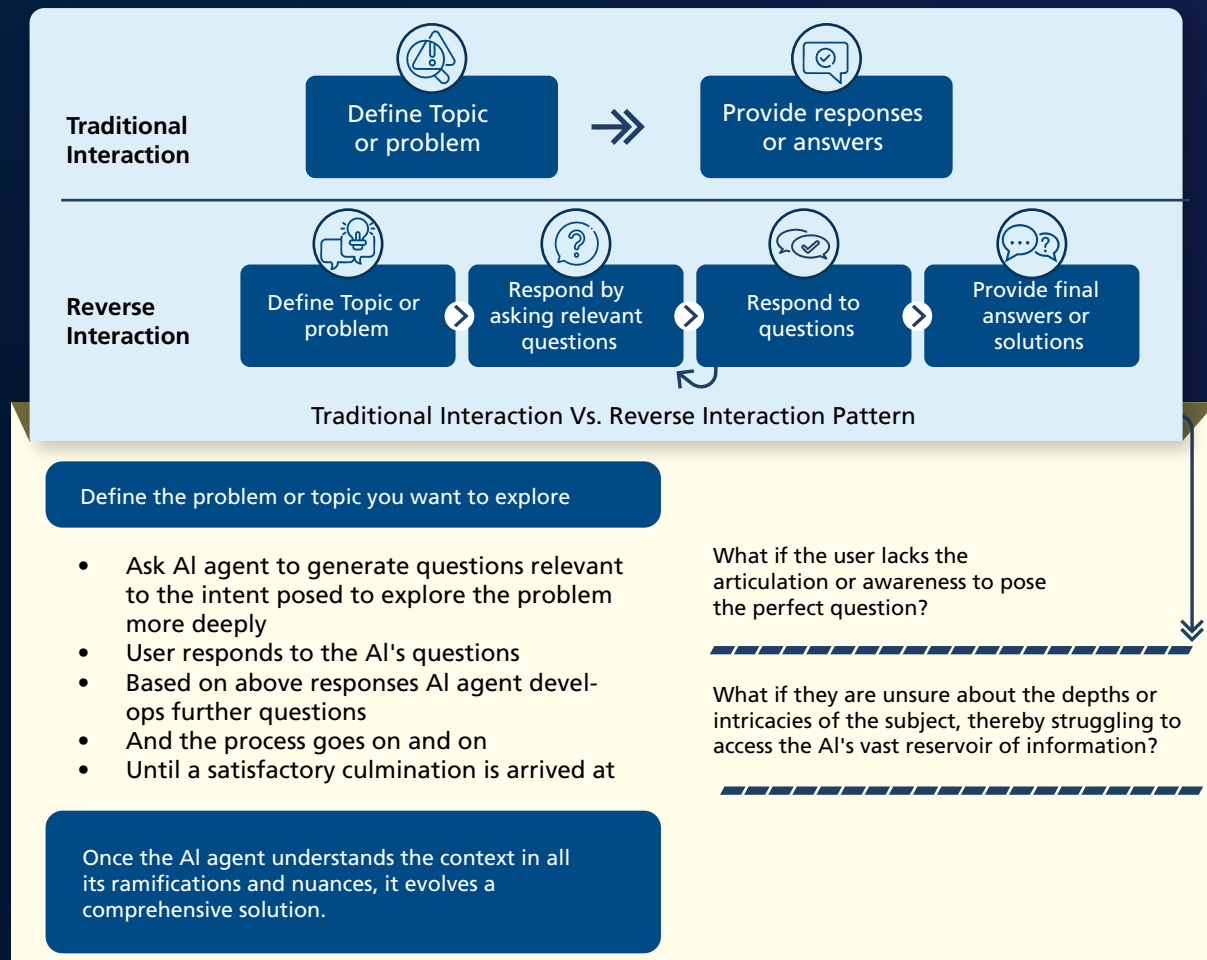 Traditional
Interaction
Define Topic
or problem
Provide responses
or answers
Reverse
Interaction
Define Topic or
problem
Respond by
asking relevant
questions
Respond to
questions
Provide final
answers or
solutions
Traditional Interaction Vs. Reverse Interaction Pattern
Define the problem or topic you want to explore
• Ask AI agent to generate questions relevant
to the intent posed to explore the problem
more deeply
• User responds to the AI's questions
• Based on above responses AI agent devel-
ops further questions
• And the process goes on and on
• Until a satisfactory culmination is arrived at
Once the AI agent understands the context in all
its ramifications and nuances, it evolves a
comprehensive solution.
What if the user lacks the
articulation or awareness to pose
the perfect question?
What if they are unsure about the depths or
intricacies of the subject, thereby struggling to
access the AI's vast reservoir of information?